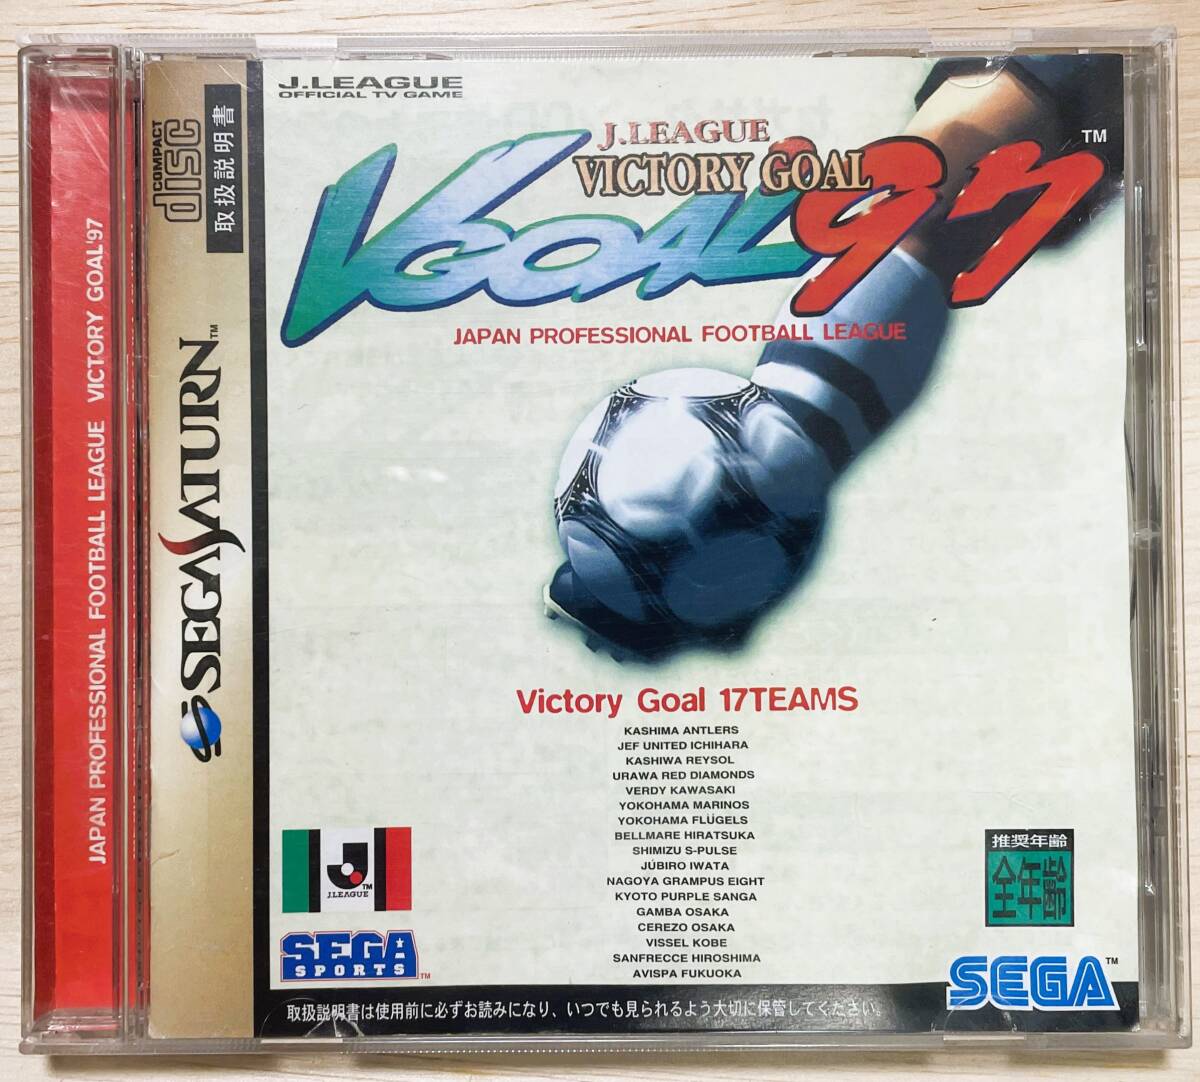 JAPAN PROFESSIONAL FOOTBALL LEAGUE VICTORY GOAL'97
COMPACT
disc
取扱説明書
SEGA SATURN™
J.LEAGUE
OFFICIAL TV GAME
J.LEAGUE
VICTORY GOAL
VGOAL'97™
JAPAN PROFESSIONAL FOOTBALL LEAGUE
Victory Goal 17TEAMS
KASHIMA ANTLERS
JEF UNITED ICHIHARA
KASHIWA REYSOL
URAWA RED DIAMONDS
VERDY KAWASAKI
YOKOHAMA MARINOS
YOKOHAMA FLÜGELS
BELLMARE HIRATSUKA
SHIMIZU S-PULSE
JÚBIRO IWATA
NAGOYA GRAMPUS EIGHT
KYOTO PURPLE SANGA
GAMBA OSAKA
CEREZO OSAKA
VISSEL KOBE
SANFRECCE HIROSHIMA
AVISPA FUKUOKA
J™
J.LEAGUE
SEGA
SPORTS™
推奨年齢
全年齢
SEGA™
取扱説明書は使用前に必ずお読みになり、いつでも見られるよう大切に保管してください。